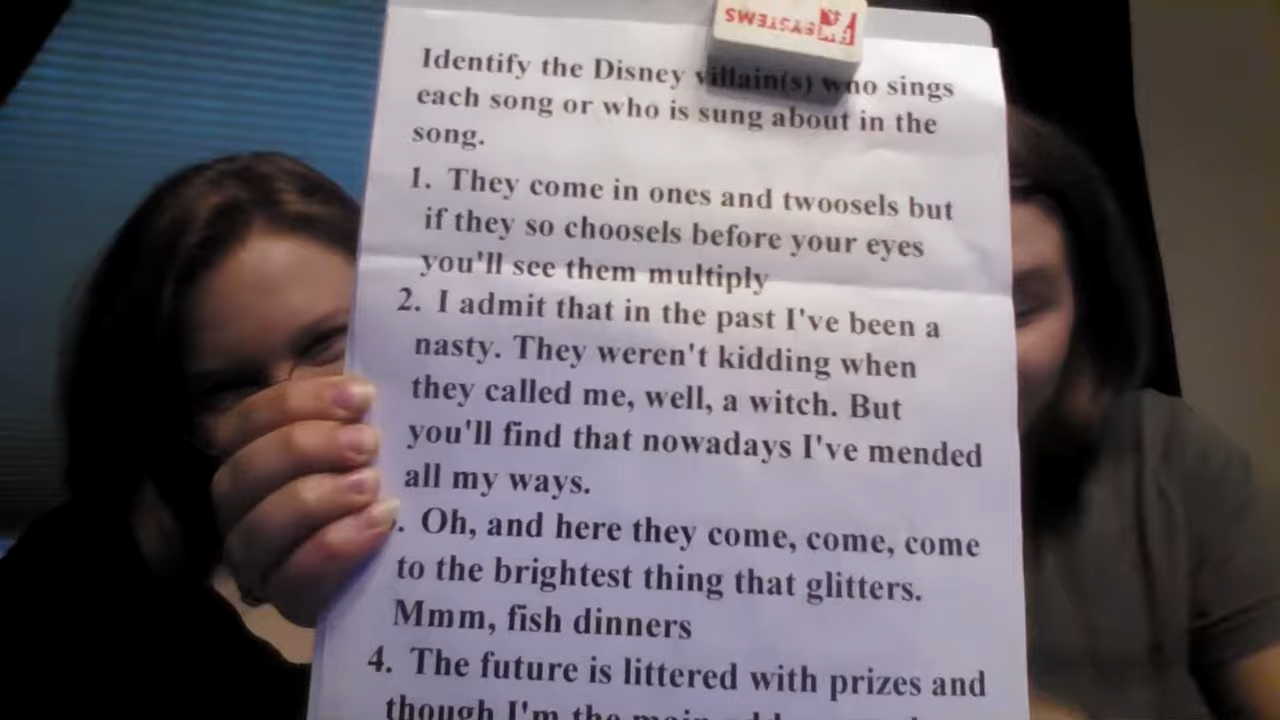 SYSTEMS
Identify the Disney villain(s) who sings
each song or who is sung about in the
song.
1. They come in ones and twoosels but
if they so choosels before your eyes
you'll see them multiply
2. I admit that in the past I've been a
nasty. They weren't kidding when
they called me, well, a witch. But
you'll find that nowadays I've mended
all my ways.
. Oh, and here they come, come, come
to the brightest thing that glitters.
Mmm, fish dinners
4. The future is littered with prizes and
though I'm the main